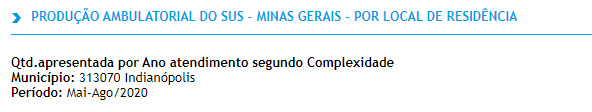 PRODUÇÃO AMBULATORIAL DO SUS - MINAS GERAIS - POR LOCAL DE RESIDÊNCIA
Qtd.apresentada por Ano atendimento segundo Complexidade
Município: 313070 Indianópolis
Período: Mai-Ago/2020